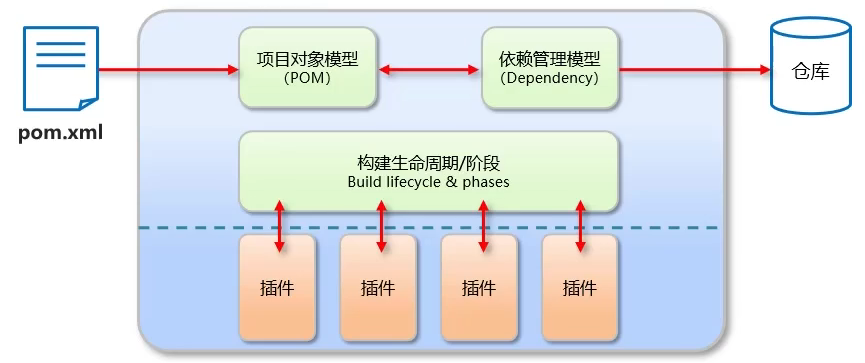 项目对象模型
（POM）
依赖管理模型
（Dependency）
仓库
pom.xml
构建生命周期/阶段
Build lifecycle & phases
插件
插件
插件
插件